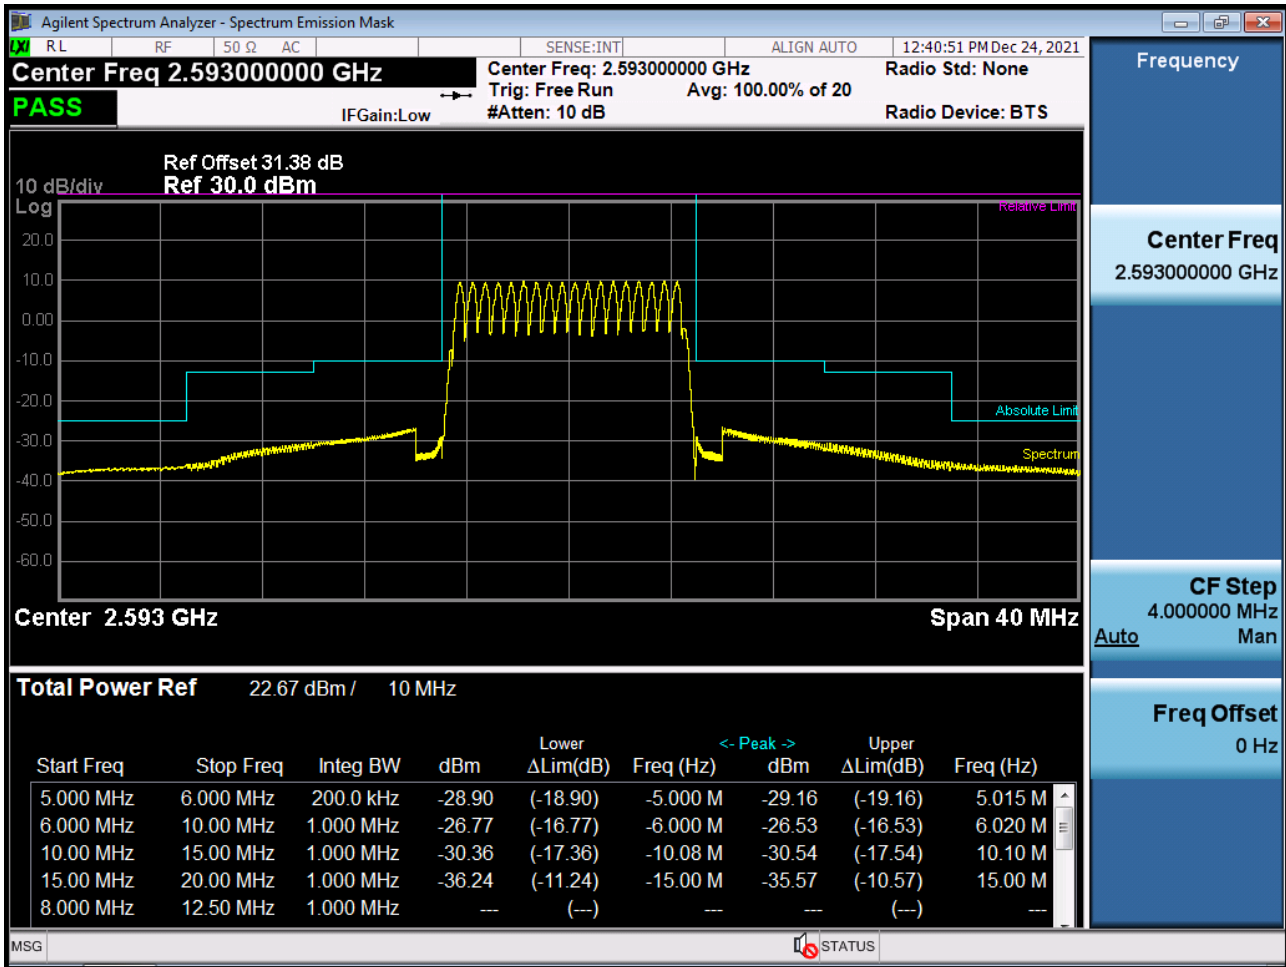 Agilent Spectrum Analyzer - Spectrum Emission Mask
LXI RL RF 50 Ω AC SENSE:INT ALIGN AUTO 12:40:51 PM Dec 24, 2021
Center Freq 2.593000000 GHz Center Freq: 2.593000000 GHz Radio Std: None
Trig: Free Run Avg: 100.00% of 20
PASS IFGain:Low #Atten: 10 dB Radio Device: BTS
Ref Offset 31.38 dB
10 dB/div Ref 30.0 dBm
Log
Relative Limit
20.0
10.0
0.00
-10.0
-20.0
Absolute Limit
-30.0
Spectrum
-40.0
-50.0
-60.0
Center 2.593 GHz Span 40 MHz
Total Power Ref 22.67 dBm / 10 MHz
Lower <- Peak -> Upper
Start Freq Stop Freq Integ BW dBm ΔLim(dB) Freq (Hz) dBm ΔLim(dB) Freq (Hz)
5.000 MHz 6.000 MHz 200.0 kHz -28.90 (-18.90) -5.000 M -29.16 (-19.16) 5.015 M
6.000 MHz 10.00 MHz 1.000 MHz -26.77 (-16.77) -6.000 M -26.53 (-16.53) 6.020 M
10.00 MHz 15.00 MHz 1.000 MHz -30.36 (-17.36) -10.08 M -30.54 (-17.54) 10.10 M
15.00 MHz 20.00 MHz 1.000 MHz -36.24 (-11.24) -15.00 M -35.57 (-10.57) 15.00 M
8.000 MHz 12.50 MHz 1.000 MHz --- (---) --- --- (---) ---
MSG STATUS
Frequency
Center Freq
2.593000000 GHz
CF Step
4.000000 MHz
Auto Man
Freq Offset
0 Hz